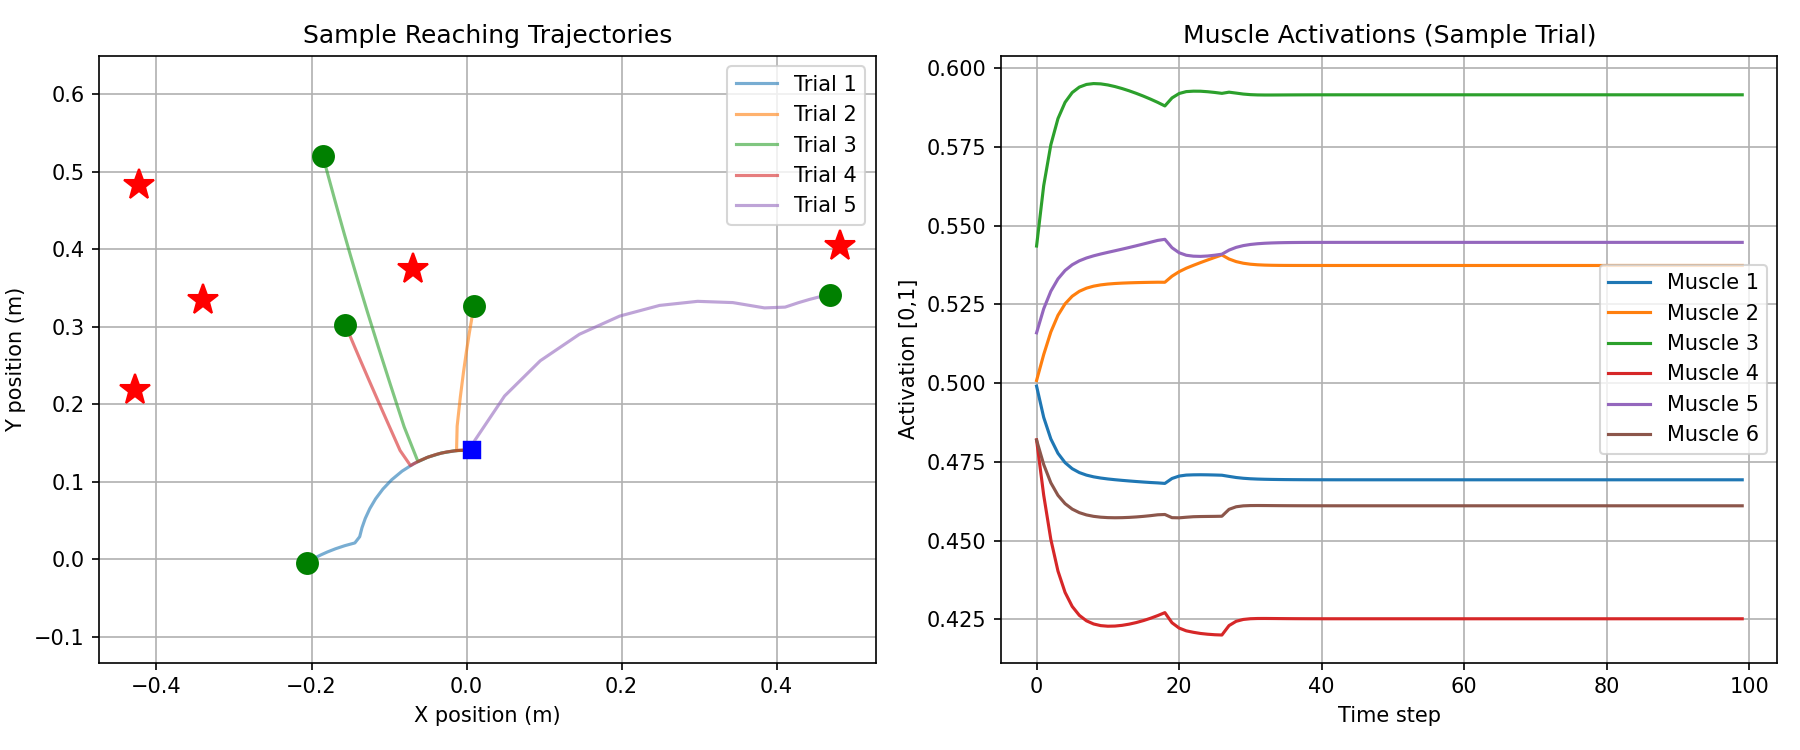 Sample Reaching Trajectories
Y position (m)
0.6
0.5
0.4
0.3
0.2
0.1
0.0
−0.1
−0.4
−0.2
0.0
0.2
0.4
X position (m)
Trial 1
Trial 2
Trial 3
Trial 4
Trial 5
Muscle Activations (Sample Trial)
Activation [0,1]
0.600
0.575
0.550
0.525
0.500
0.475
0.450
0.425
0
20
40
60
80
100
Time step
Muscle 1
Muscle 2
Muscle 3
Muscle 4
Muscle 5
Muscle 6